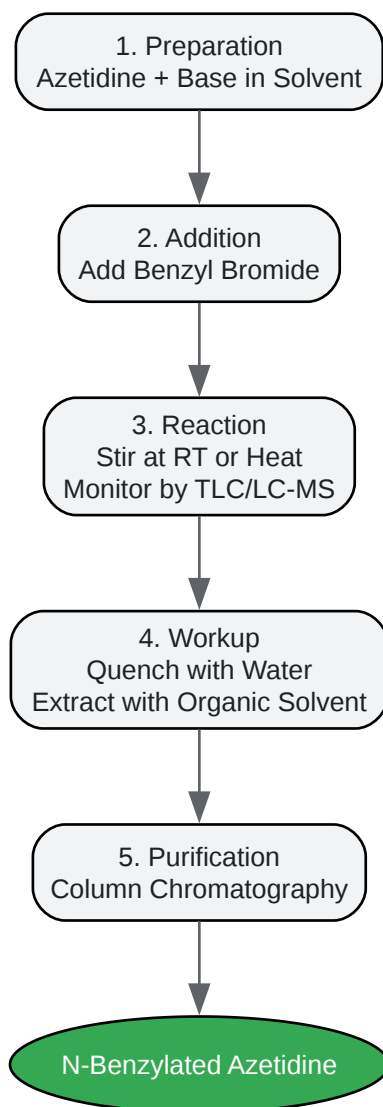 1. Preparation
Azetidine + Base in Solvent
2. Addition
Add Benzyl Bromide
3. Reaction
Stir at RT or Heat
Monitor by TLC/LC-MS
4. Workup
Quench with Water
Extract with Organic Solvent
5. Purification
Column Chromatography
N-Benzylated Azetidine